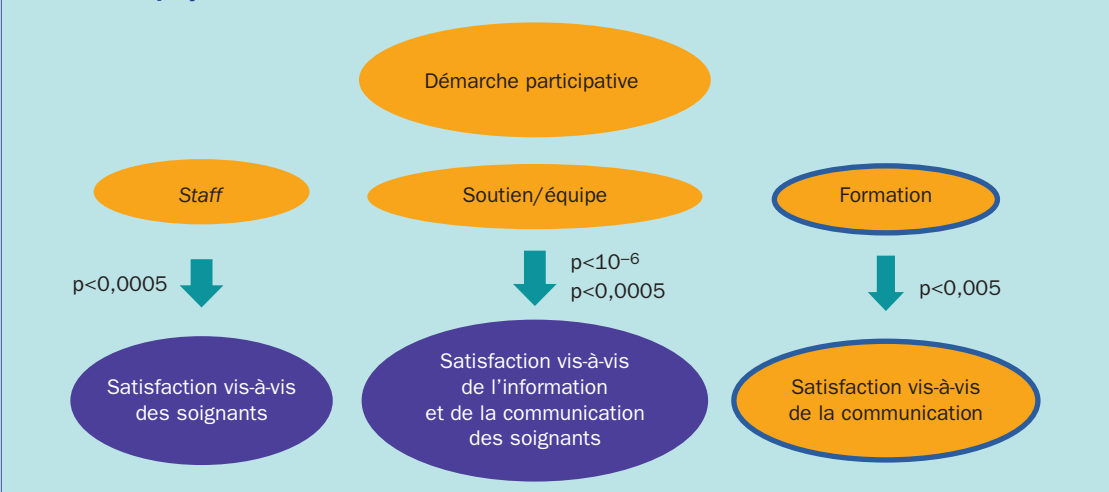 Démarche participative
Staff
Soutien/équipe
Formation
p<0,0005
p<10⁻⁶
p<0,0005
p<0,005
Satisfaction vis-à-vis
des soignants
Satisfaction vis-à-vis
de l'information
et de la communication
des soignants
Satisfaction vis-à-vis
de la communication